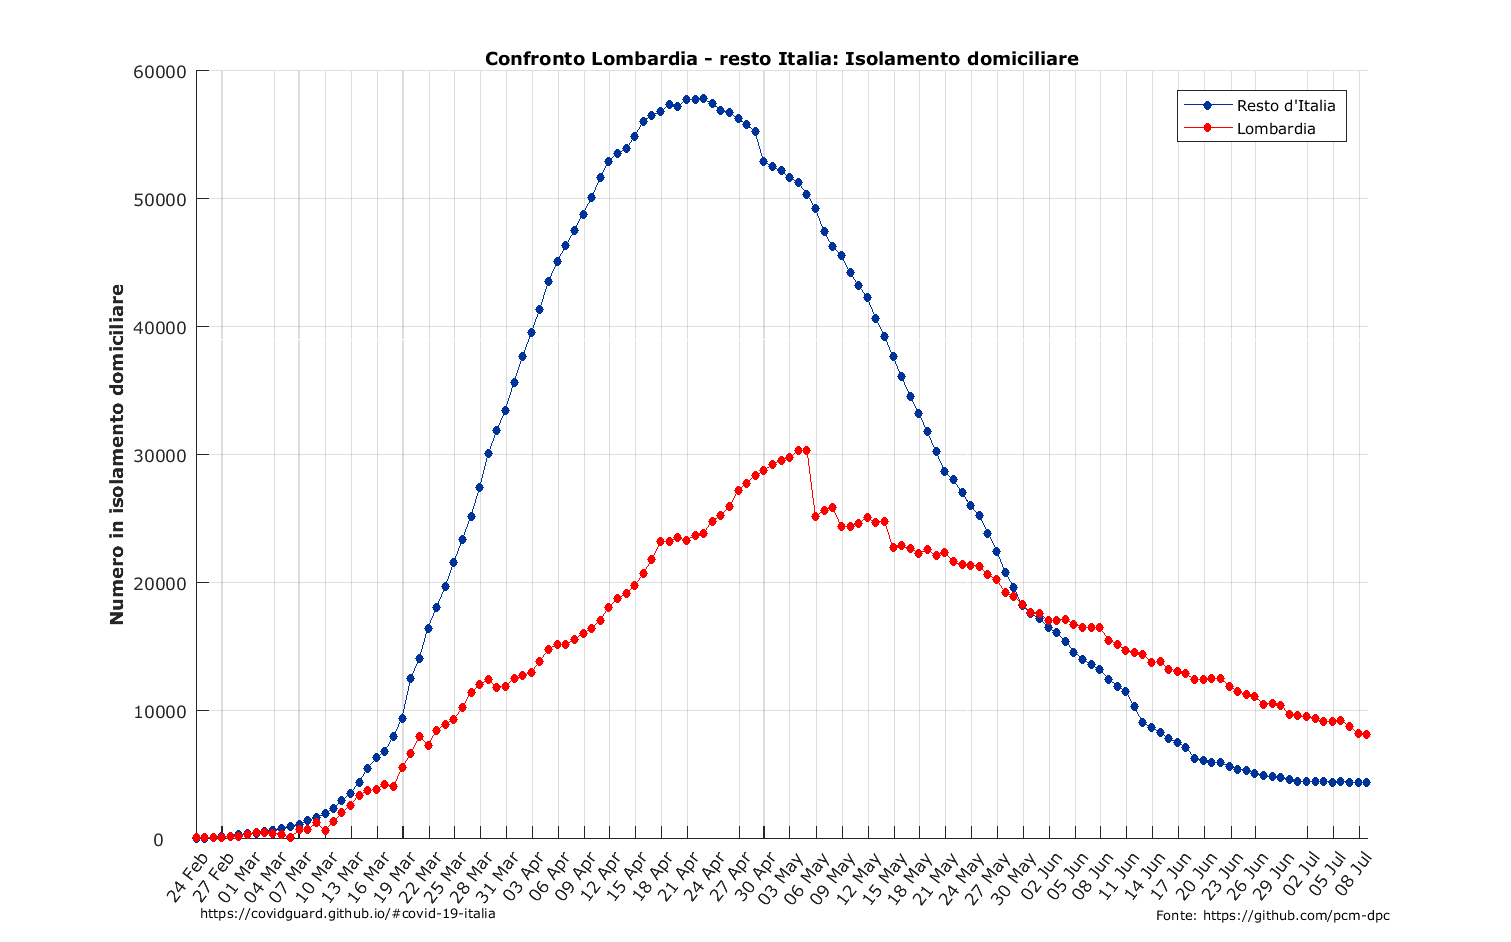 Confronto Lombardia - resto Italia: Isolamento domiciliare
Numero in isolamento domiciliare
60000
50000
40000
30000
20000
10000
0
Resto d'Italia
Lombardia
24 Feb
27 Feb
01 Mar
04 Mar
07 Mar
10 Mar
13 Mar
16 Mar
19 Mar
22 Mar
25 Mar
28 Mar
31 Mar
03 Apr
06 Apr
09 Apr
12 Apr
15 Apr
18 Apr
21 Apr
24 Apr
27 Apr
30 Apr
03 May
06 May
09 May
12 May
15 May
18 May
21 May
24 May
27 May
30 May
02 Jun
05 Jun
08 Jun
11 Jun
14 Jun
17 Jun
20 Jun
23 Jun
26 Jun
29 Jun
02 Jul
05 Jul
08 Jul
https://covidguard.github.io/#covid-19-italia
Fonte: https://github.com/pcm-dpc